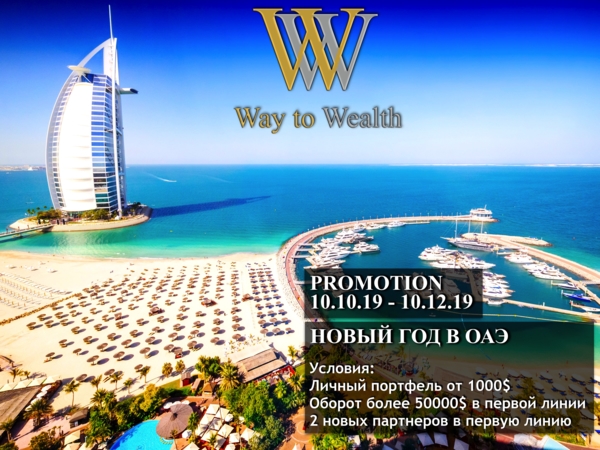 Way to Wealth
PROMOTION
10.10.19 - 10.12.19
НОВЫЙ ГОД В ОАЭ
Условия:
Личный портфель от 1000$
Оборот более 50000$ в первой линии
2 новых партнеров в первую линию